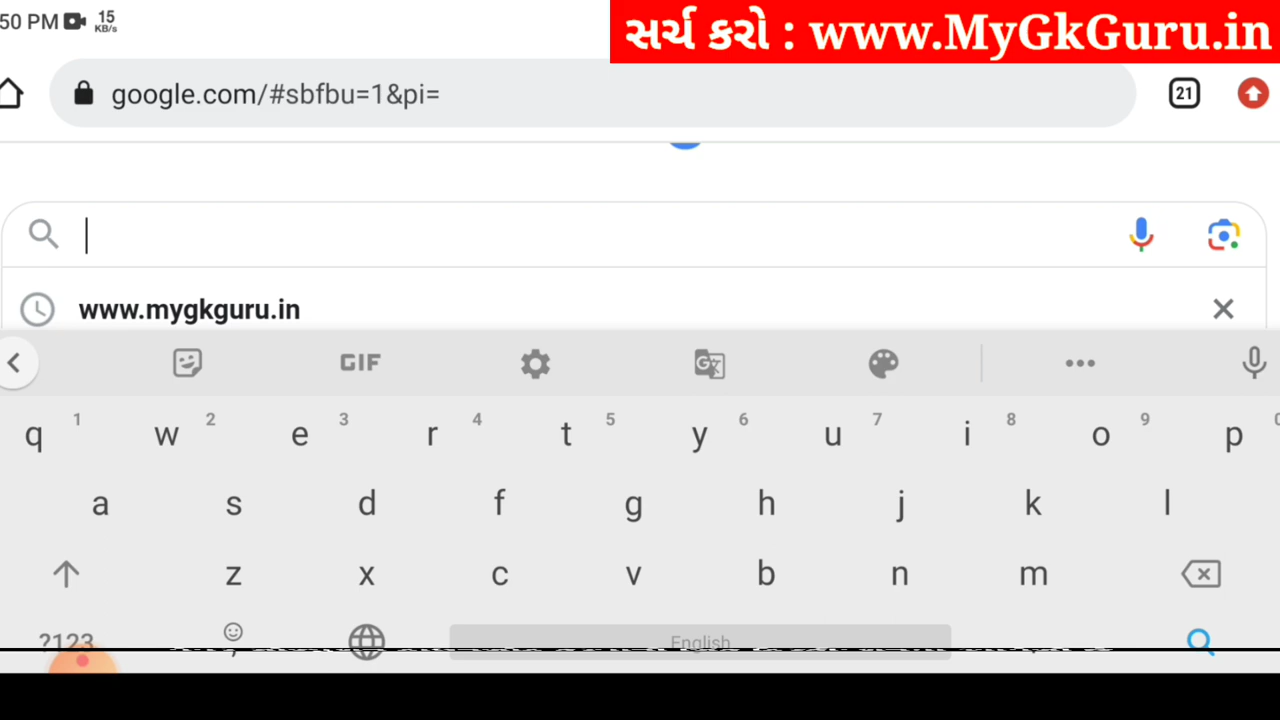 50 PM 15 KB/s
સર્ચ કરો : www.MyGkGuru.in
google.com/#sbfbu=1&pi=
21
www.mygkguru.in
GIF
q 1 w 2 e 3 r 4 t 5 y 6 u 7 i 8 o 9 p 0
a s d f g h j k l
z x c v b n m
?123 , English